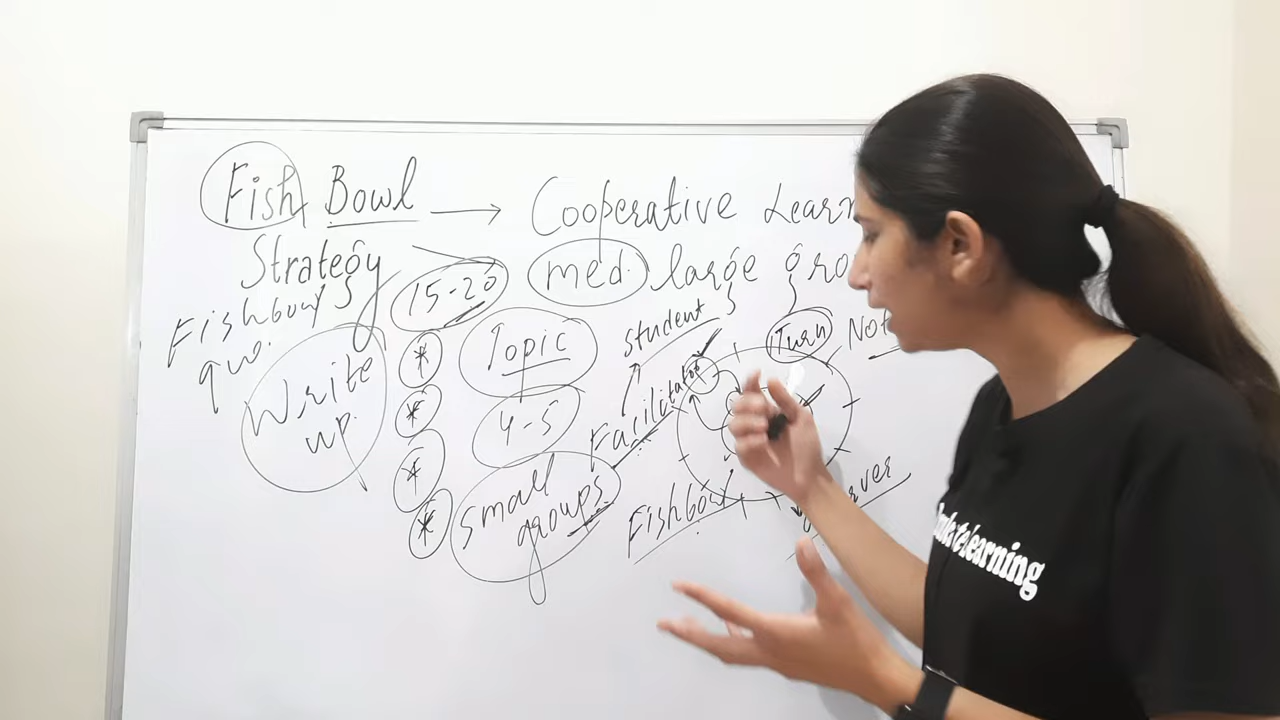 Fish Bowl → Cooperative Learn
Strategy
med. large gro
15-20
Fishbowl
que.
Write
up.
*
*
*
*
Topic
4-5
small
groups
student
Facilitator
Turn
Not
Fishbowl
learning